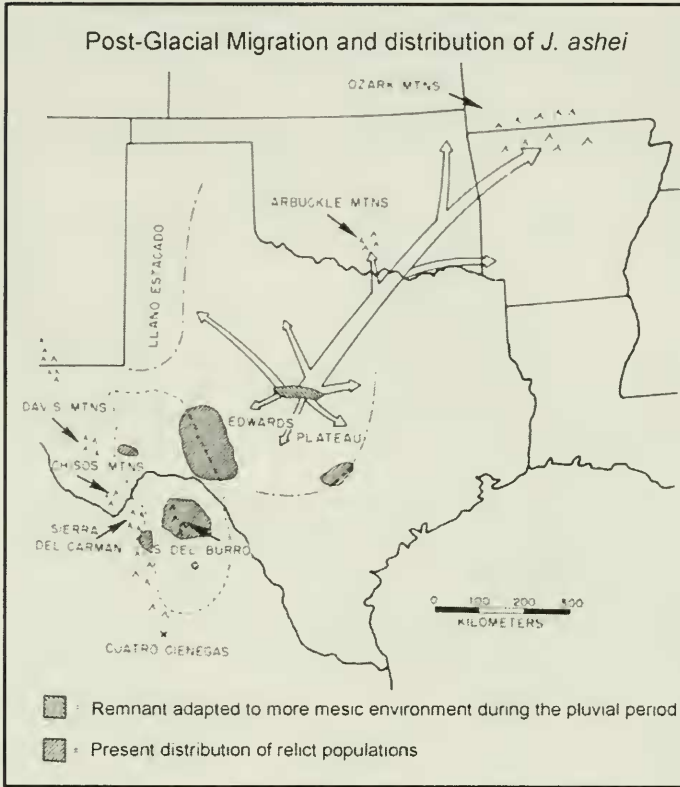 Post-Glacial Migration and distribution of J. ashei
OZARK MTNS
ARBUCKLE MTNS
LLANO ESTACADO
DAVIS MTNS
EDWARDS
PLATEAU
CHISOS MTNS
SIERRA
DEL CARMAN
S DEL BURRO
0 100 200 300
KILOMETERS
CUATRO CIENEGAS
= Remnant adapted to more mesic environment during the pluvial period
= Present distribution of relict populations